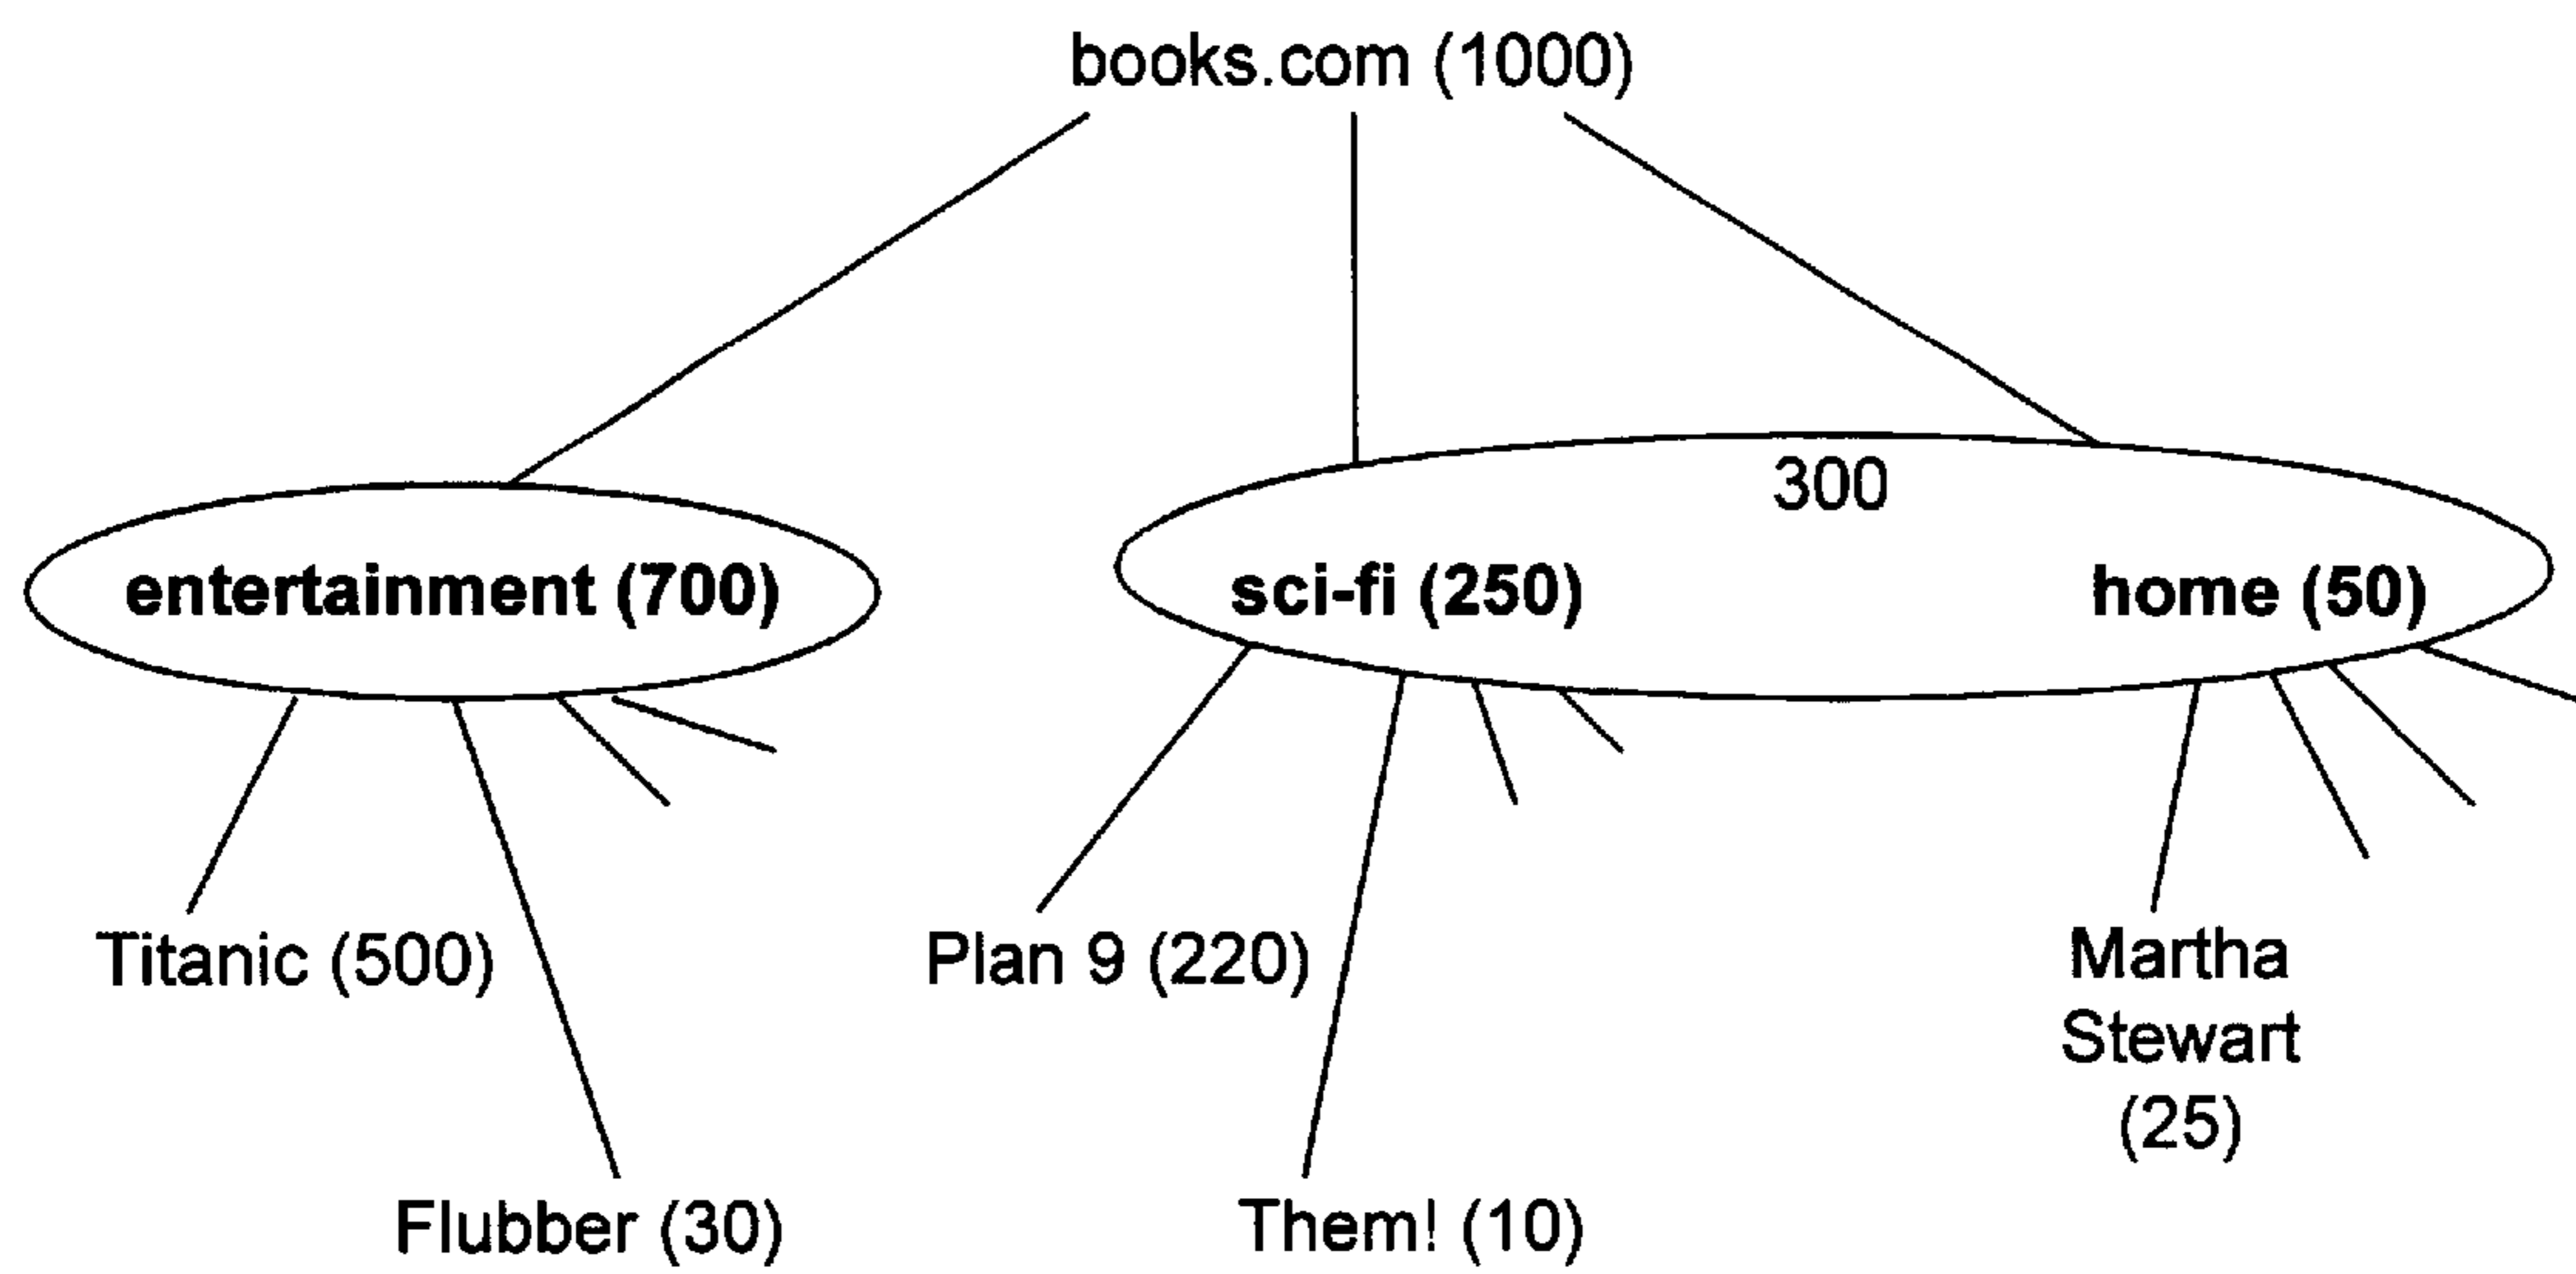 books.com (1000)
300
entertainment (700)
sci-fi (250)
home (50)
Titanic (500)
Plan 9 (220)
Martha
Stewart
(25)
Flubber (30)
Them! (10)